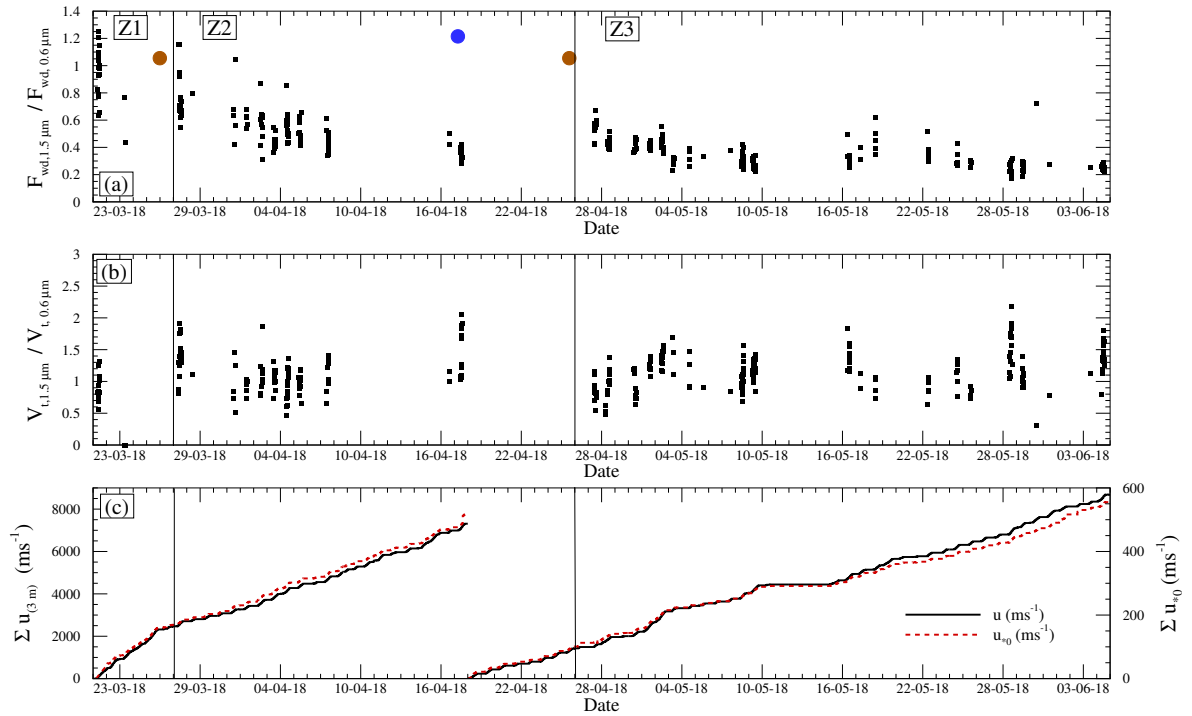 Z1 Z2 Z3
F_wd,1.5 μm / F_wd, 0.6 μm
1.4
1.2
1
0.8
0.6
0.4
0.2
0
(a)
23-03-18 29-03-18 04-04-18 10-04-18 16-04-18 22-04-18 28-04-18 04-05-18 10-05-18 16-05-18 22-05-18 28-05-18 03-06-18
Date
(b)
V_t,1.5 μm / V_t, 0.6 μm
3
2.5
2
1.5
1
0.5
0
23-03-18 29-03-18 04-04-18 10-04-18 16-04-18 22-04-18 28-04-18 04-05-18 10-05-18 16-05-18 22-05-18 28-05-18 03-06-18
Date
(c)
Σ u_(3 m) (ms⁻¹)
8000
6000
4000
2000
0
600
400
200
0
Σ u_*0 (ms⁻¹)
u (ms⁻¹)
u_*0 (ms⁻¹)
23-03-18 29-03-18 04-04-18 10-04-18 16-04-18 22-04-18 28-04-18 04-05-18 10-05-18 16-05-18 22-05-18 28-05-18 03-06-18
Date